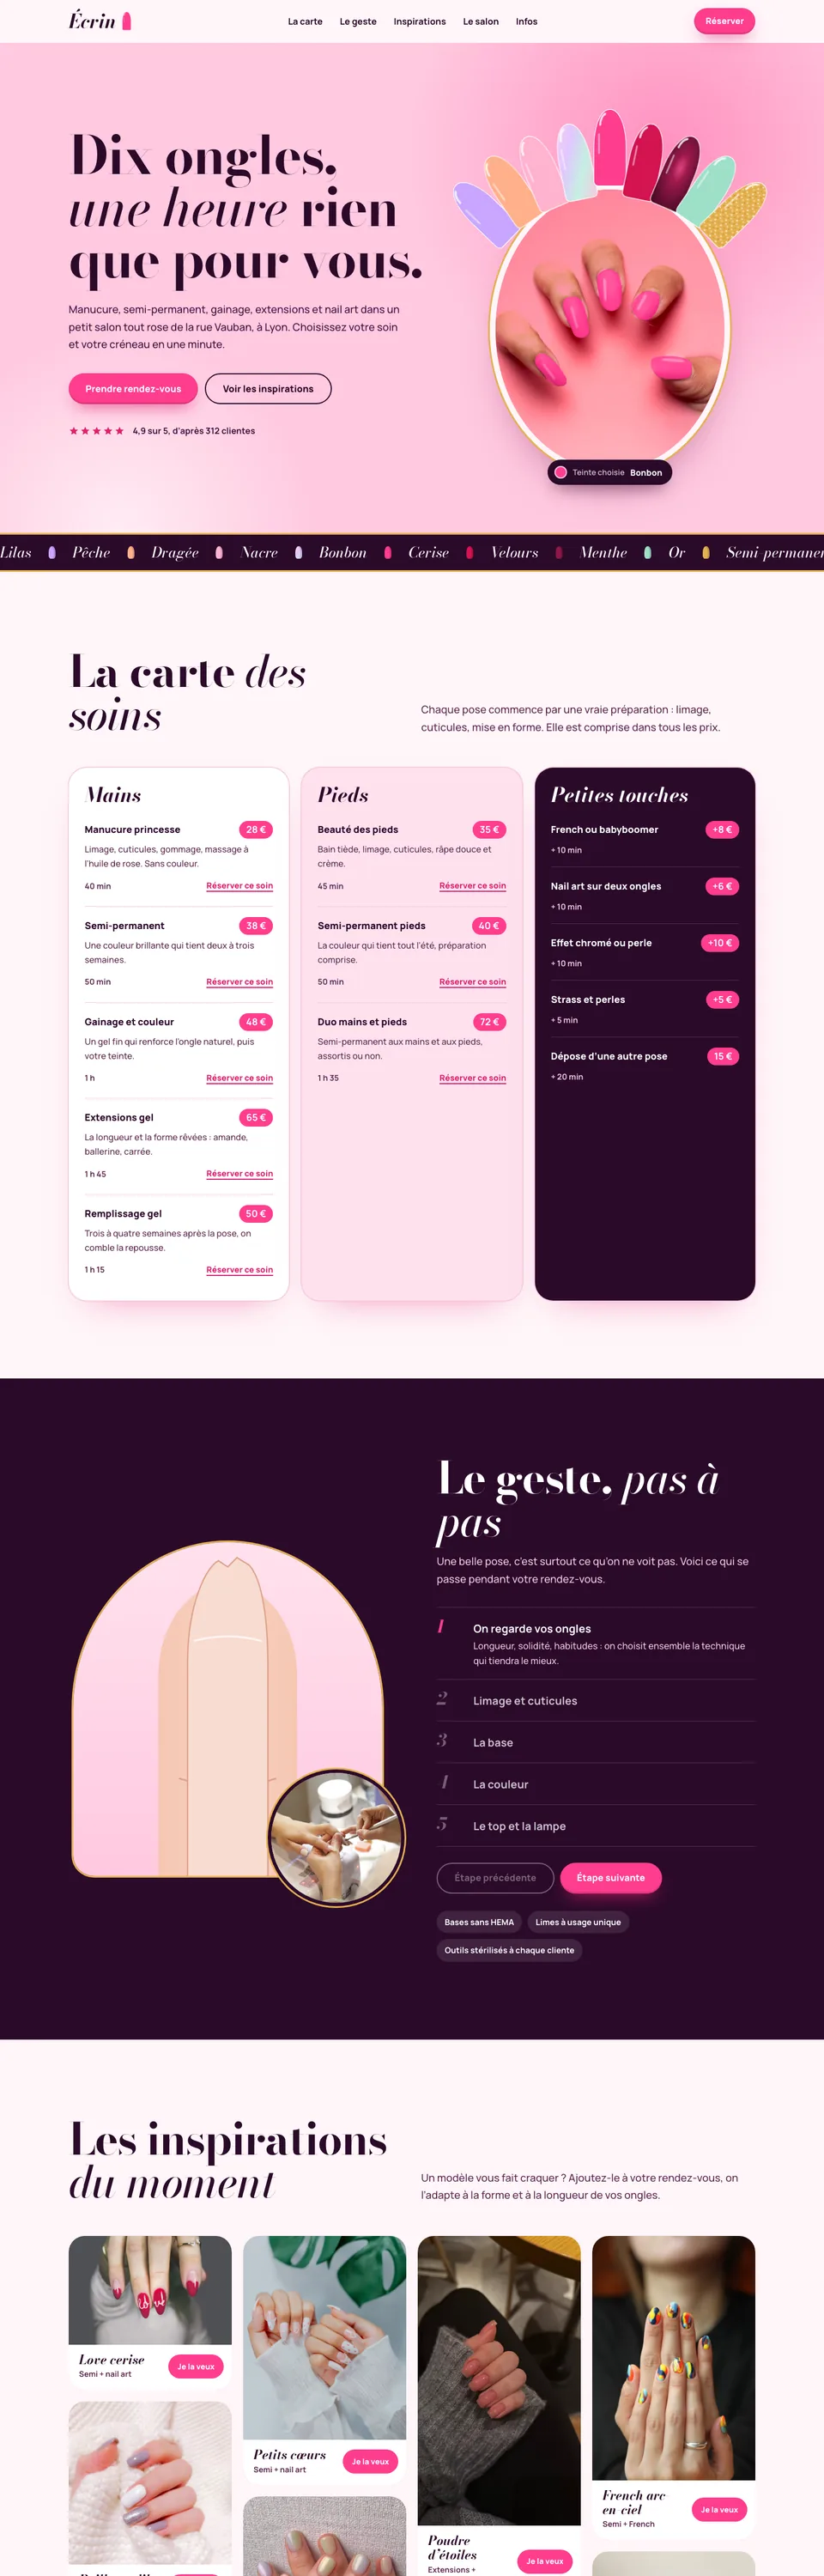 Écrin
La carte
Le geste
Inspirations
Le salon
Infos
Réserver
Dix ongles,
une heure rien
que pour vous.
Manucure, semi-permanent, gainage, extensions et nail art dans un
petit salon tout rose de la rue Vauban, à Lyon. Choisissez votre soin
et votre créneau en une minute.
Prendre rendez-vous
Voir les inspirations
4,9 sur 5, d'après 312 clientes
Teinte choisie Bonbon
Lilas Pêche Dragée Nacre Bonbon Cerise Velours Menthe Or
La carte des
soins
Chaque pose commence par une vraie préparation : limage,
cuticules, mise en forme. Elle est comprise dans tous les prix.
Mains
Manucure princesse 28 €
Limage, cuticules, gommage, massage à
l'huile de rose. Sans couleur.
40 min Réserver ce soin
Semi-permanent 38 €
Une couleur brillante qui tient deux à trois
semaines.
50 min Réserver ce soin
Gainage et couleur 48 €
Un gel fin qui renforce l'ongle naturel, puis
votre teinte.
1 h Réserver ce soin
Extensions gel 65 €
La longueur et la forme rêvées : amande,
ballerine, carrée.
1 h 45 Réserver ce soin
Remplissage gel 50 €
Trois à quatre semaines après la pose, on
comble la repousse.
1 h 15 Réserver ce soin
Pieds
Beauté des pieds 35 €
Bain tiède, limage, cuticules, râpe douce et
crème.
45 min Réserver ce soin
Semi-permanent pieds 40 €
La couleur qui tient tout l'été, préparation
comprise.
50 min Réserver ce soin
Duo mains et pieds 72 €
Semi-permanent aux mains et aux pieds,
assortis ou non.
1 h 35 Réserver ce soin
Petites touches
French ou babyboomer +8 €
+ 10 min
Nail art sur deux ongles +6 €
+ 10 min
Effet chromé ou perle +10 €
+ 10 min
Strass et perles +5 €
+ 5 min
Dépose d'une autre pose 15 €
+ 20 min
Le geste, pas à
pas
Une belle pose, c'est surtout ce qu'on ne voit pas. Voici ce qui se
passe pendant votre rendez-vous.
1 On regarde vos ongles
Longueur, solidité, habitudes : on choisit ensemble la technique
qui tiendra le mieux.
2 Limage et cuticules
3 La base
4 La couleur
5 Le top et la lampe
Étape précédente
Étape suivante
Bases sans HEMA
Limes à usage unique
Outils stérilisés à chaque cliente
Les inspirations
du moment
Un modèle vous fait craquer ? Ajoutez-le à votre rendez-vous, on
l'adapte à la forme et à la longueur de vos ongles.
Love cerise
Semi + nail art
Je la veux
Petits cœurs
Semi + nail art
Je la veux
Poudre
d'étoiles
Extensions +
Je la veux
French arc-
en-ciel
Semi + French
Je la veux